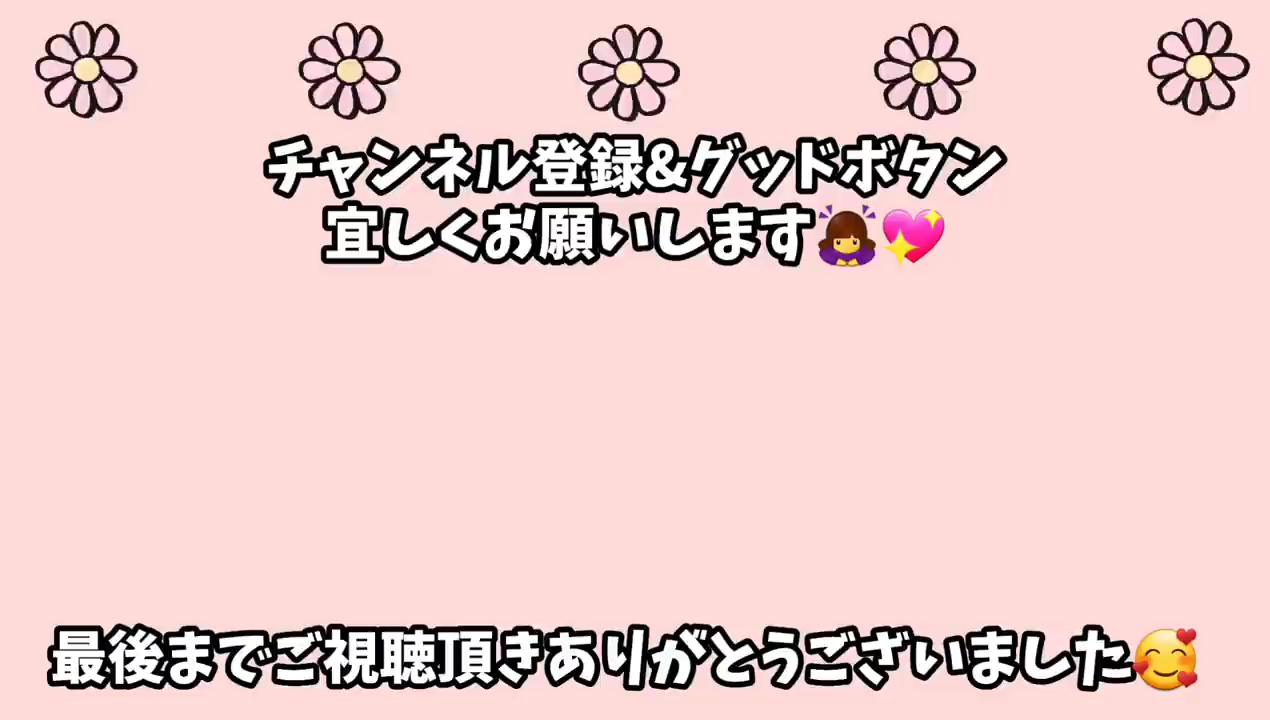 チャンネル登録&グッドボタン
宜しくお願いします🙇‍♀️💖
最後までご視聴頂きありがとうございました🥰